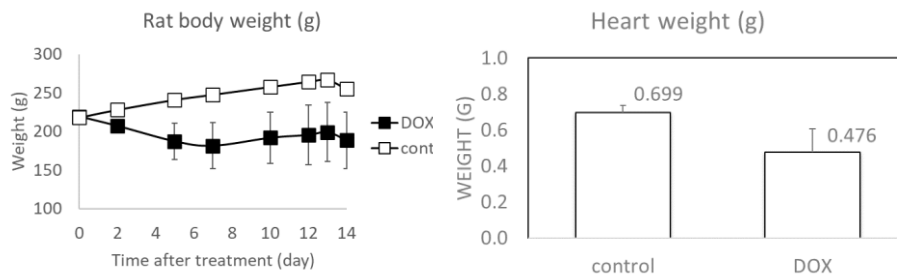 Rat body weight (g)
300
250
200
150
100
Weight (g)
0 2 4 6 8 10 12 14
Time after treatment (day)
DOX
cont
Heart weight (g)
1.0
0.8
0.6
0.4
0.2
0.0
WEIGHT (G)
0.699
0.476
control DOX